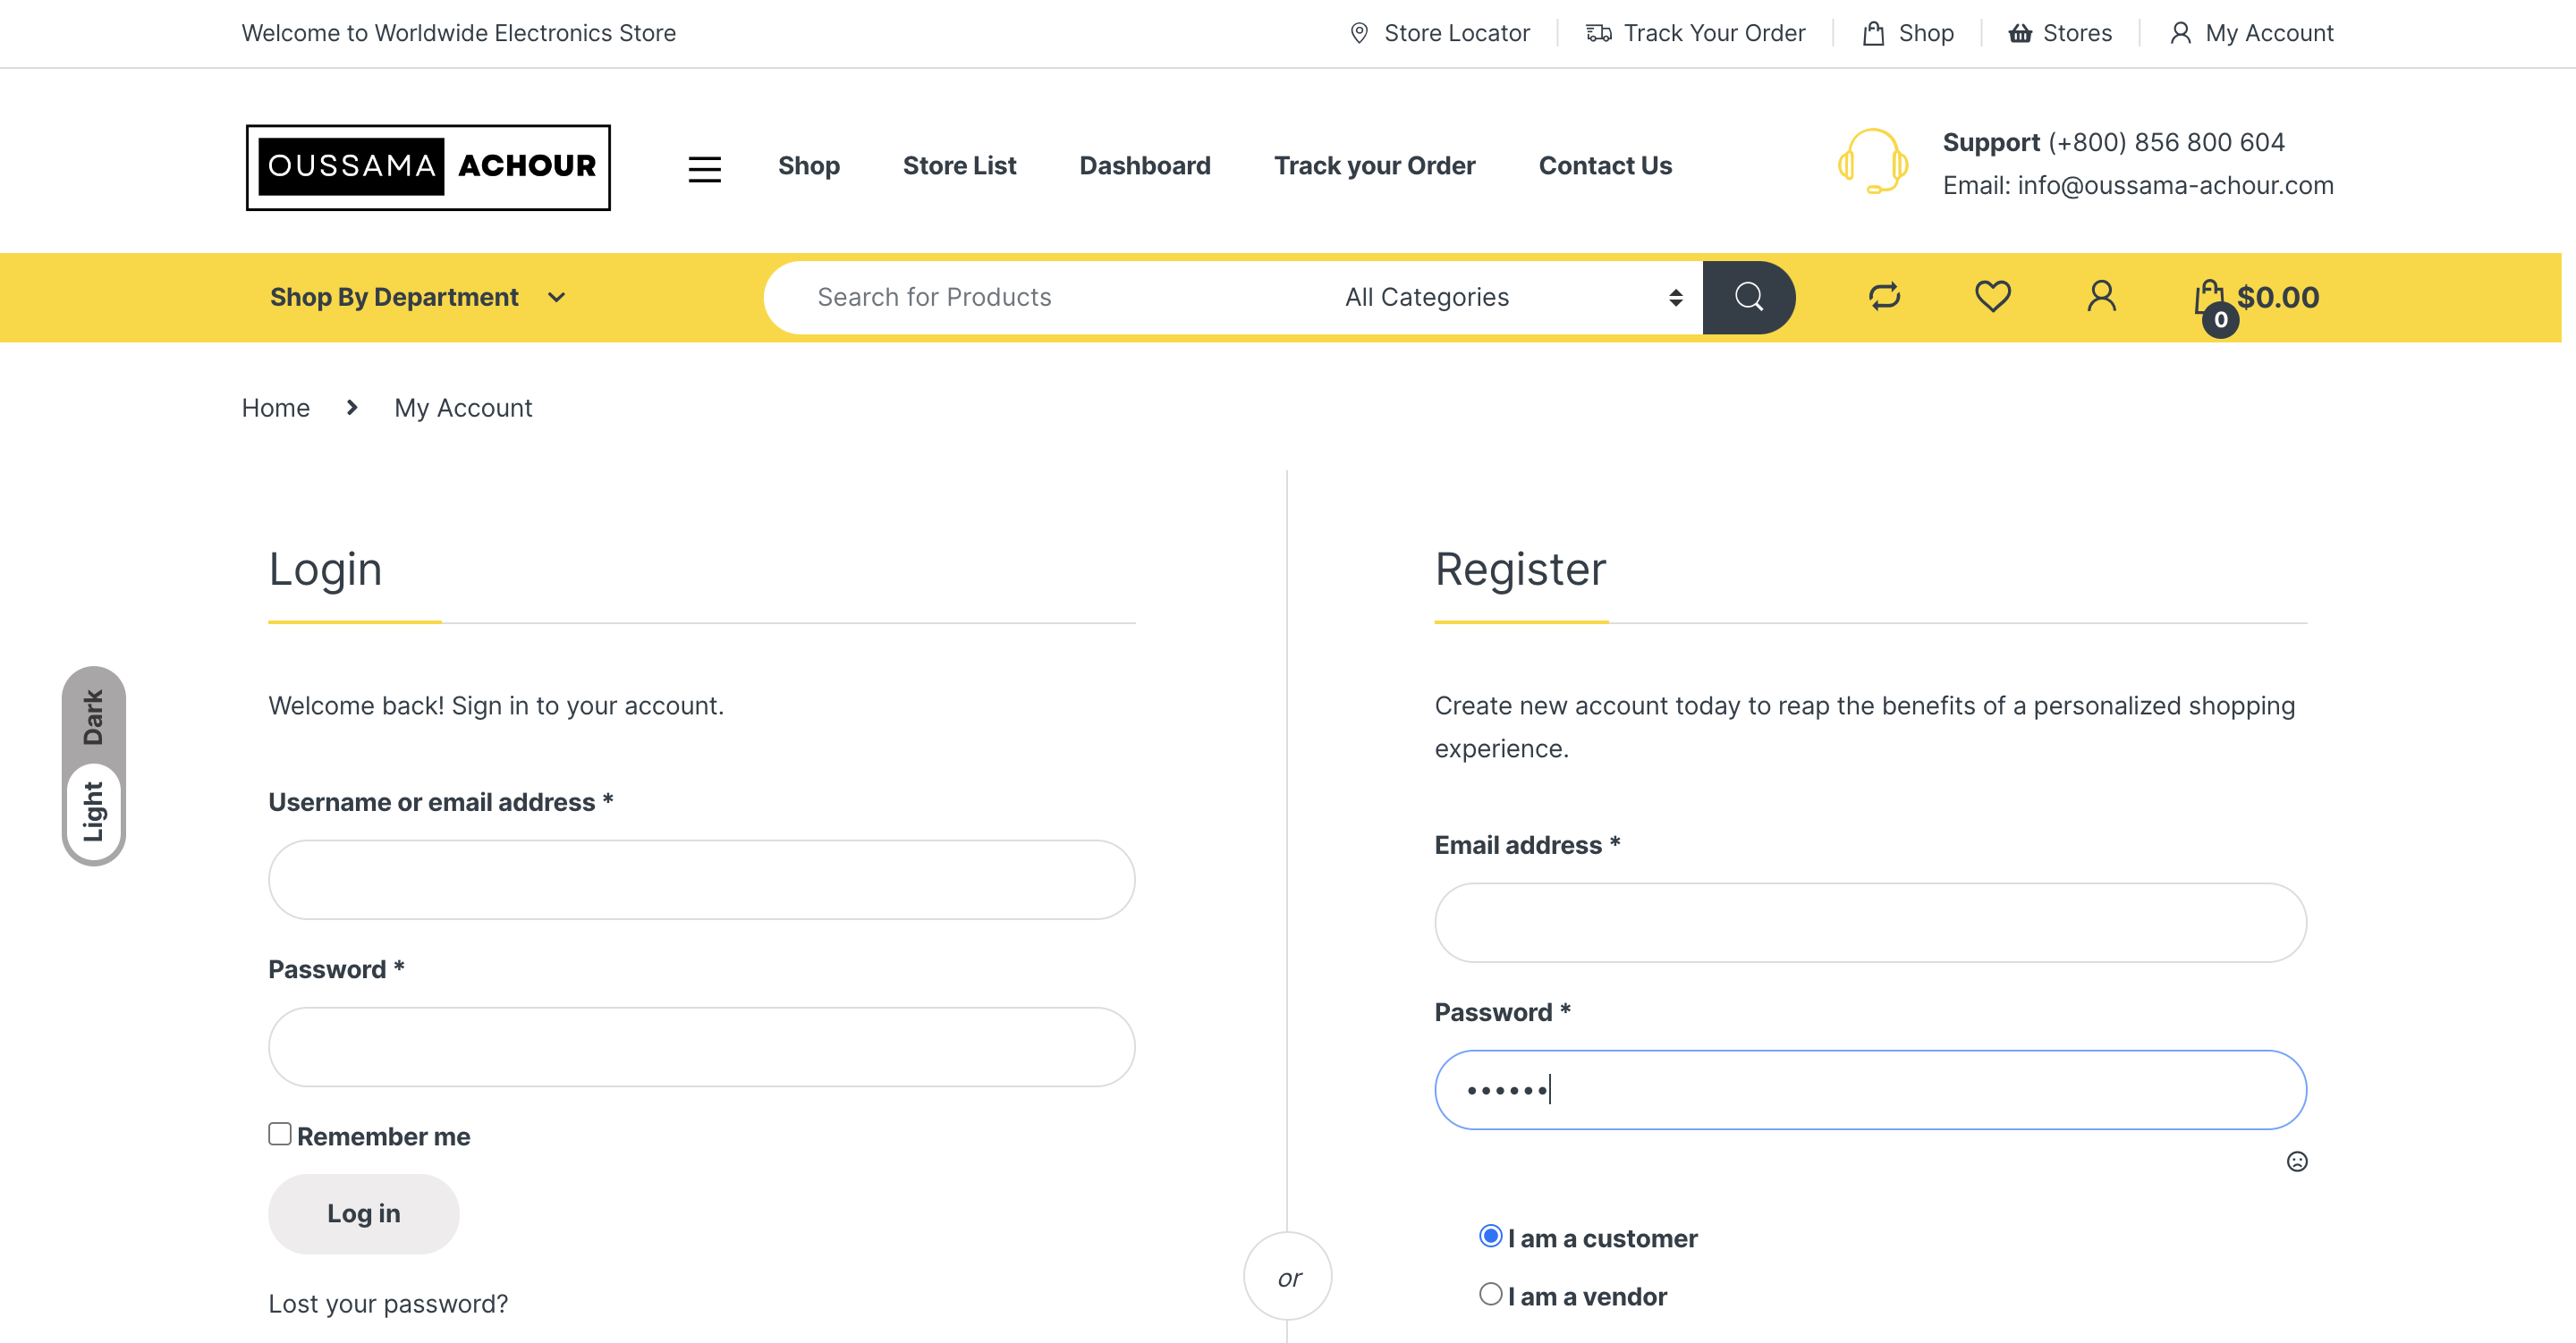 Welcome to Worldwide Electronics Store
Store Locator
Track Your Order
Shop
Stores
My Account
OUSSAMA ACHOUR
Shop
Store List
Dashboard
Track your Order
Contact Us
Support (+800) 856 800 604
Email: info@oussama-achour.com
Shop By Department
Search for Products
All Categories
0
$0.00
Home
My Account
Login
Welcome back! Sign in to your account.
Username or email address *
Password *
Remember me
Log in
Lost your password?
or
Register
Create new account today to reap the benefits of a personalized shopping
experience.
Email address *
Password *
••••••
I am a customer
I am a vendor
Dark
Light